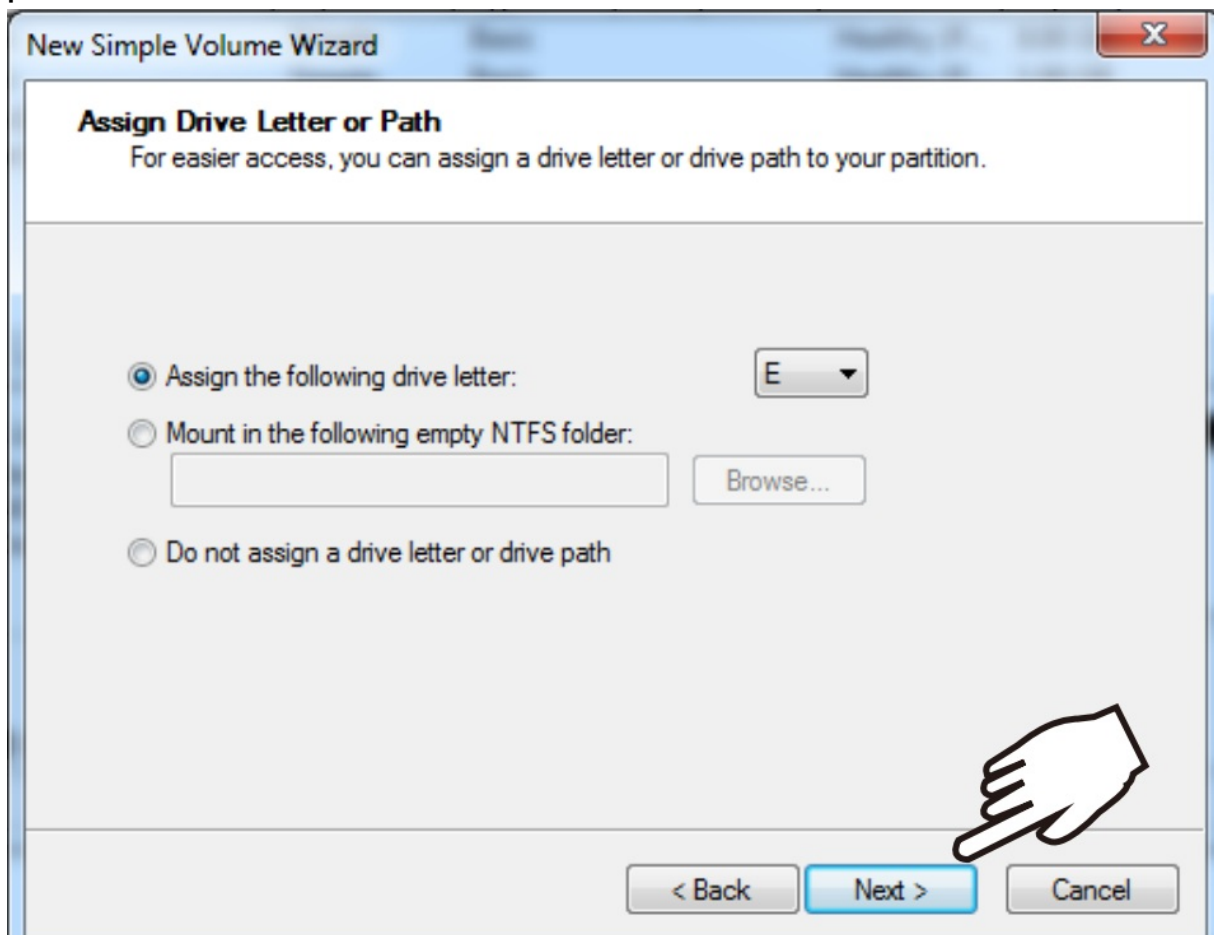 New Simple Volume Wizard
Assign Drive Letter or Path
For easier access, you can assign a drive letter or drive path to your partition.
Assign the following drive letter: E
Mount in the following empty NTFS folder:
Browse...
Do not assign a drive letter or drive path
< Back Next > Cancel